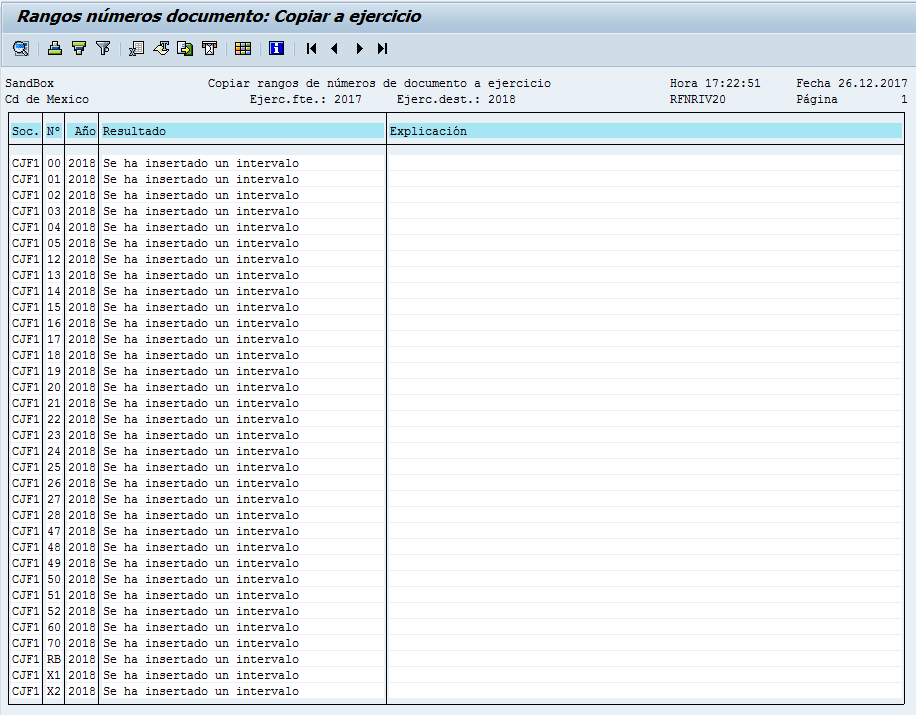 Rangos números documento: Copiar a ejercicio
SandBox Copiar rangos de números de documento a ejercicio Hora 17:22:51 Fecha 26.12.2017
Cd de Mexico Ejerc.fte.: 2017 Ejerc.dest.: 2018 RFNRIV20 Página 1
Soc. Nº Año Resultado Explicación
CJF1 00 2018 Se ha insertado un intervalo
CJF1 01 2018 Se ha insertado un intervalo
CJF1 02 2018 Se ha insertado un intervalo
CJF1 03 2018 Se ha insertado un intervalo
CJF1 04 2018 Se ha insertado un intervalo
CJF1 05 2018 Se ha insertado un intervalo
CJF1 12 2018 Se ha insertado un intervalo
CJF1 13 2018 Se ha insertado un intervalo
CJF1 14 2018 Se ha insertado un intervalo
CJF1 15 2018 Se ha insertado un intervalo
CJF1 16 2018 Se ha insertado un intervalo
CJF1 17 2018 Se ha insertado un intervalo
CJF1 18 2018 Se ha insertado un intervalo
CJF1 19 2018 Se ha insertado un intervalo
CJF1 20 2018 Se ha insertado un intervalo
CJF1 21 2018 Se ha insertado un intervalo
CJF1 22 2018 Se ha insertado un intervalo
CJF1 23 2018 Se ha insertado un intervalo
CJF1 24 2018 Se ha insertado un intervalo
CJF1 25 2018 Se ha insertado un intervalo
CJF1 26 2018 Se ha insertado un intervalo
CJF1 27 2018 Se ha insertado un intervalo
CJF1 28 2018 Se ha insertado un intervalo
CJF1 47 2018 Se ha insertado un intervalo
CJF1 48 2018 Se ha insertado un intervalo
CJF1 49 2018 Se ha insertado un intervalo
CJF1 50 2018 Se ha insertado un intervalo
CJF1 51 2018 Se ha insertado un intervalo
CJF1 52 2018 Se ha insertado un intervalo
CJF1 60 2018 Se ha insertado un intervalo
CJF1 70 2018 Se ha insertado un intervalo
CJF1 RB 2018 Se ha insertado un intervalo
CJF1 X1 2018 Se ha insertado un intervalo
CJF1 X2 2018 Se ha insertado un intervalo